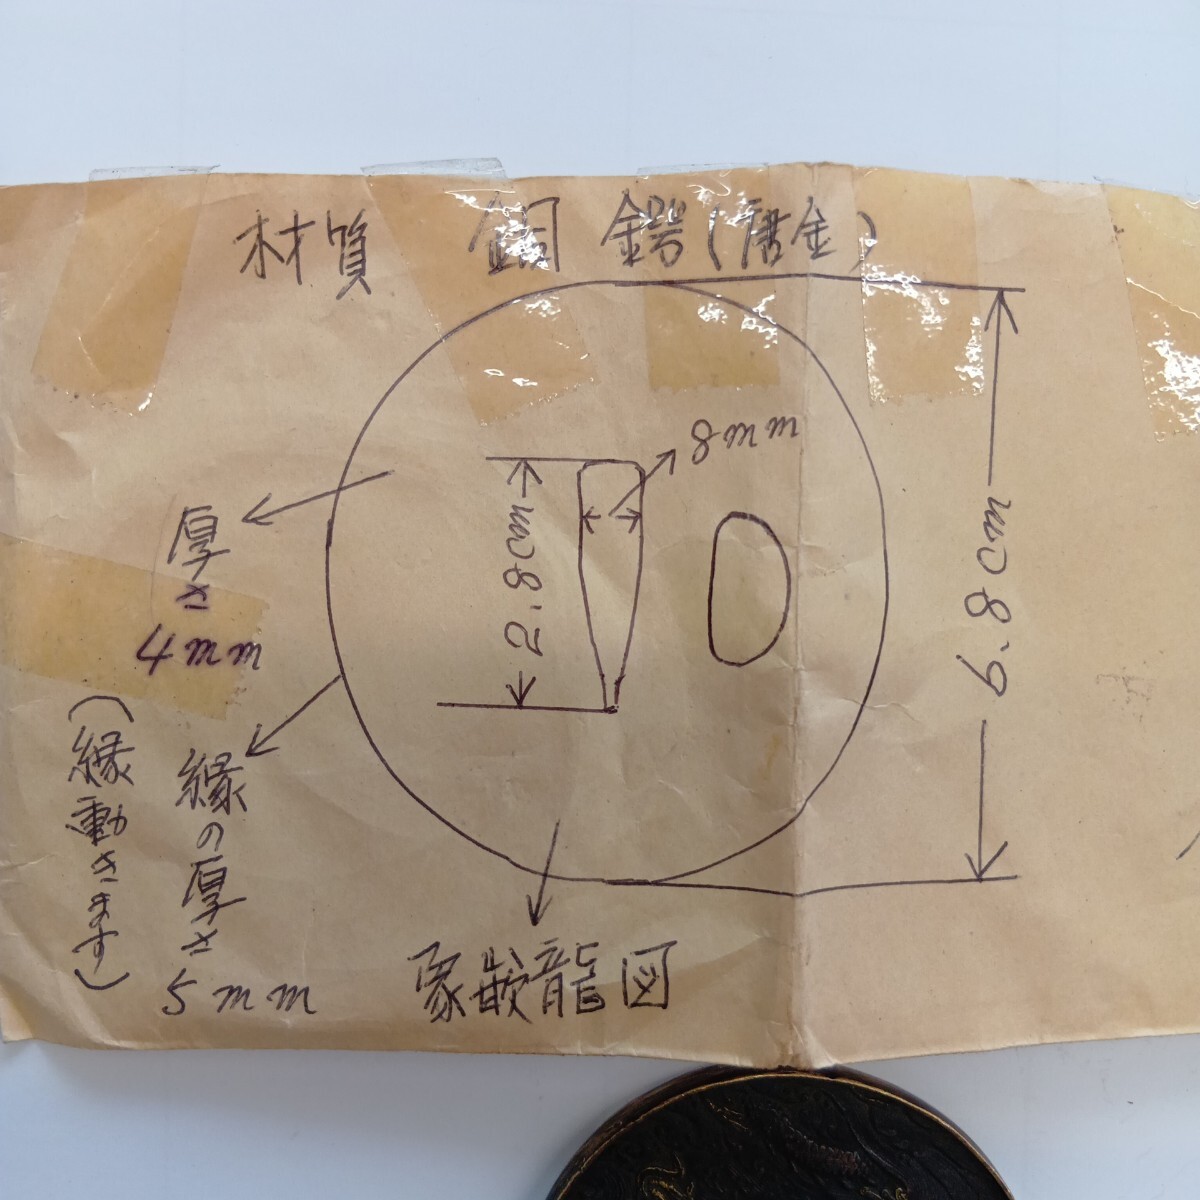 材質 銅 鍔(唐金)
8mm
2.8cm
6.8cm
厚さ
4mm
縁の厚さ
5mm
(縁動きます)
象嵌龍図